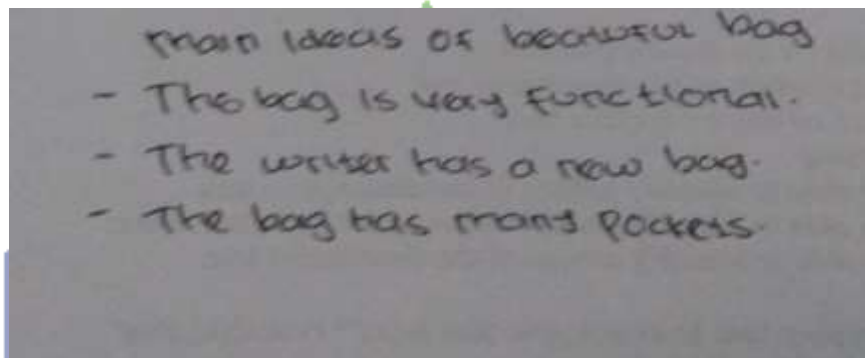 main ideas of beautiful bag
- The bag is very functional.
- The writer has a new bag.
- The bag has many pockets.